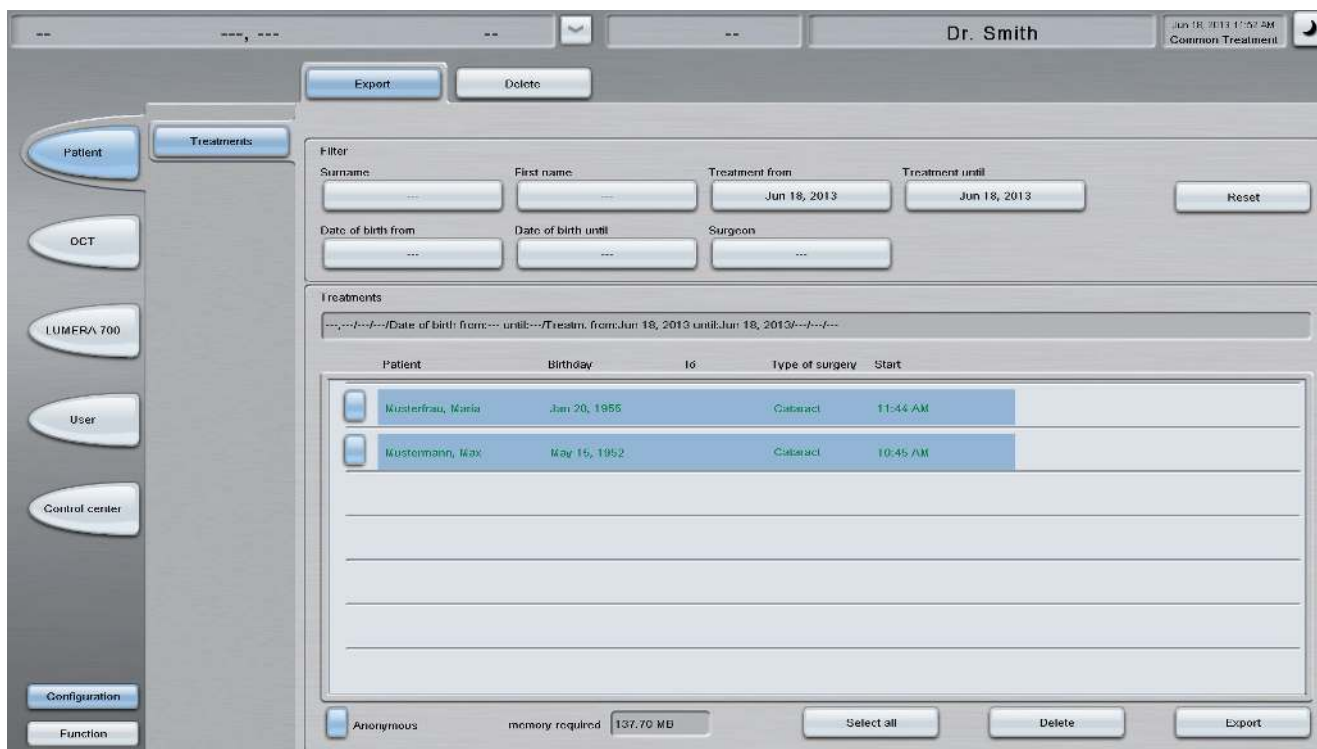 -- ---, --- -- -- Dr. Smith Jun 18, 2013 11:52 AM
Common Treatment
Export Delete
Patient
Treatments
OCT
LUMERA 700
User
Control center
Configuration
Function
Filter
Surname First name Treatment from Treatment until
--- --- Jun 18, 2013 Jun 18, 2013 Reset
Date of birth from Date of birth until Surgeon
--- --- ---
Treatments
---,---/---/---/Date of birth from:--- until:---/Treatm. from:Jun 18, 2013 until:Jun 18, 2013/---/---/---
Patient Birthday Id Type of surgery Start
Musterfrau, Maria Jan 20, 1955 Cataract 11:44 AM
Mustermann, Max May 15, 1952 Cataract 10:45 AM
Anonymous memory required 137.70 MB Select all Delete Export